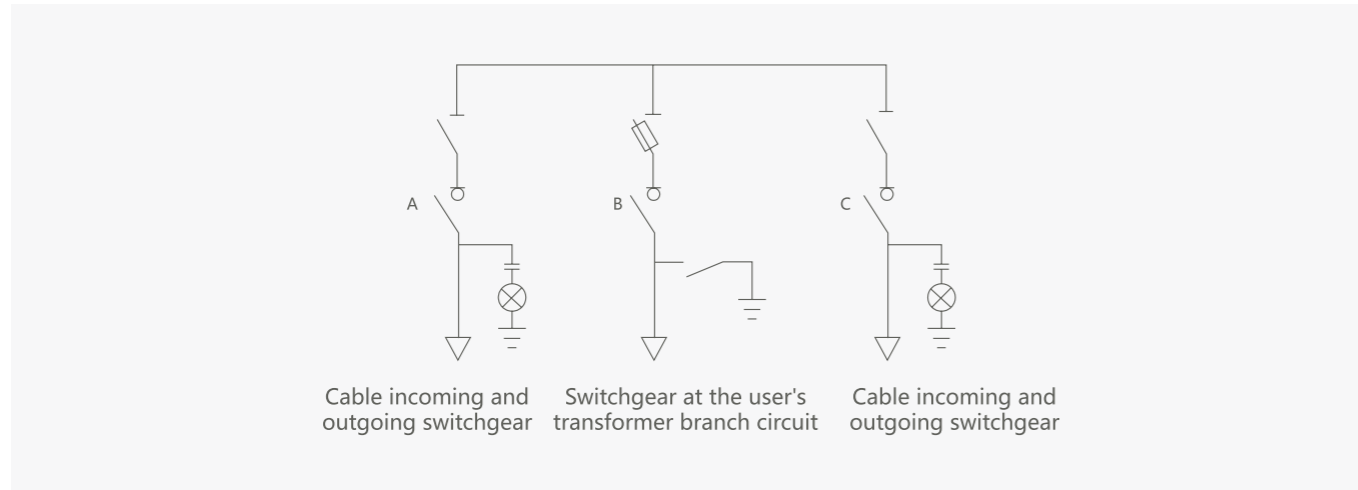 A
B
C
Cable incoming and
outgoing switchgear
Switchgear at the user's
transformer branch circuit
Cable incoming and
outgoing switchgear